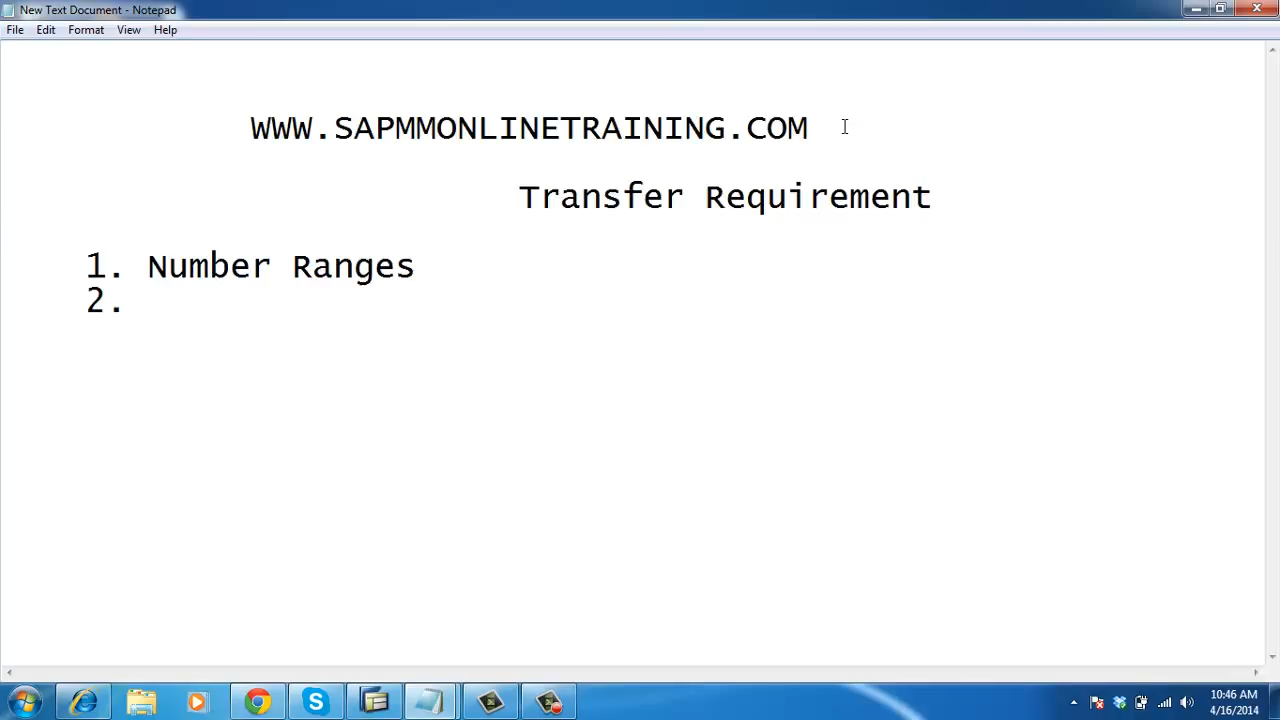 New Text Document - Notepad
File Edit Format View Help
WWW.SAPMMONLINETRAINING.COM
Transfer Requirement
1. Number Ranges
2.
10:46 AM
4/16/2014